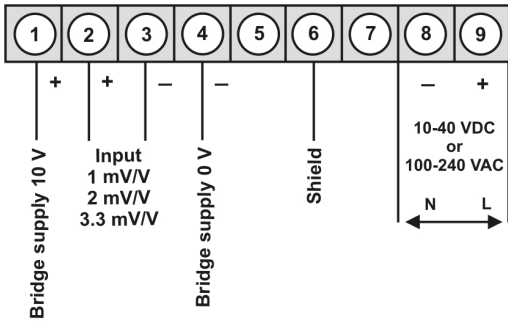 1 2 3 4 5 6 7 8 9
+ + – – – +
Bridge supply 10 V
Input
1 mV/V
2 mV/V
3.3 mV/V
Bridge supply 0 V
Shield
10-40 VDC
or
100-240 VAC
N L